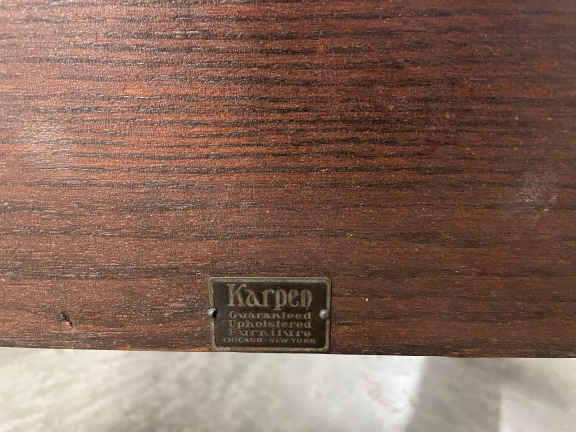 Karpen
Guaranteed
Upholstered
Furniture
CHICAGO · NEW YORK